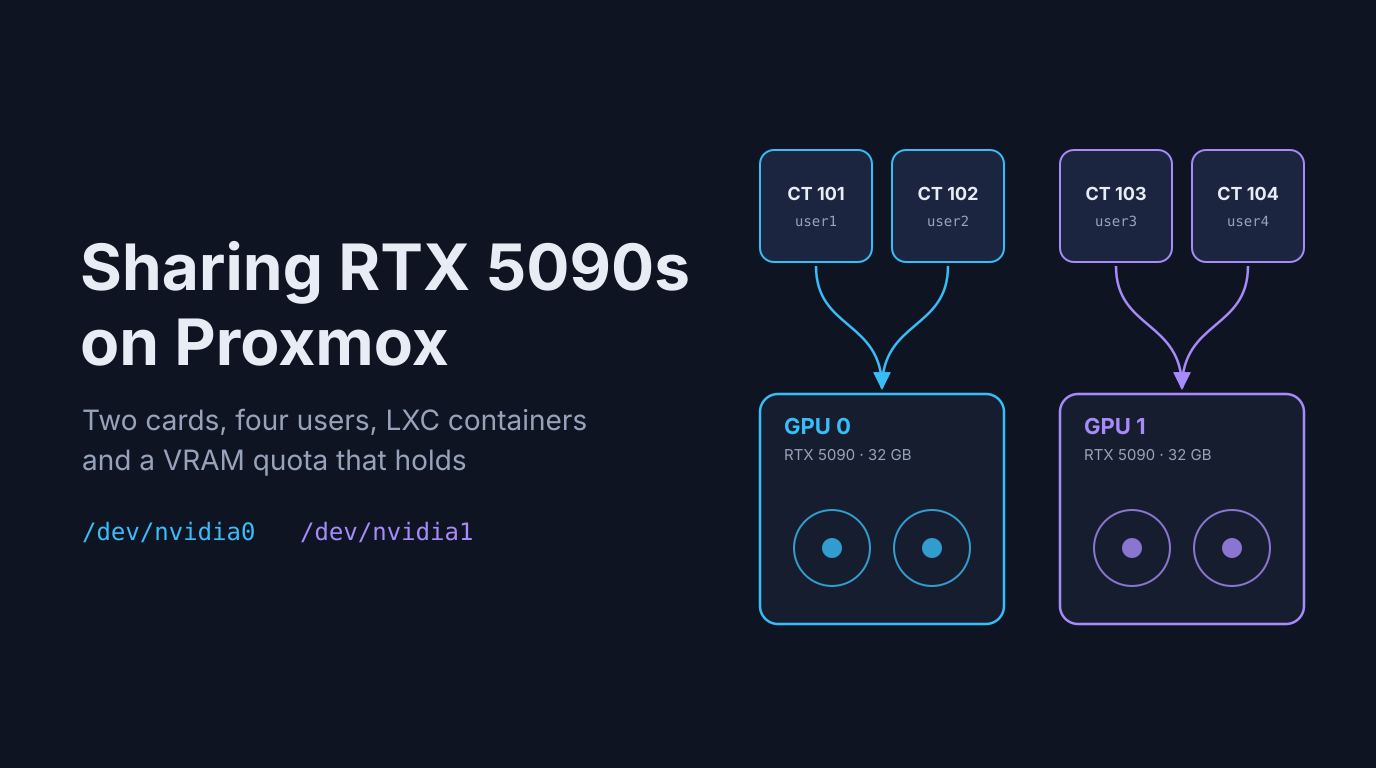 Sharing RTX 5090s
on Proxmox
Two cards, four users, LXC containers
and a VRAM quota that holds
/dev/nvidia0 /dev/nvidia1
CT 101
user1
CT 102
user2
CT 103
user3
CT 104
user4
GPU 0
RTX 5090 · 32 GB
GPU 1
RTX 5090 · 32 GB